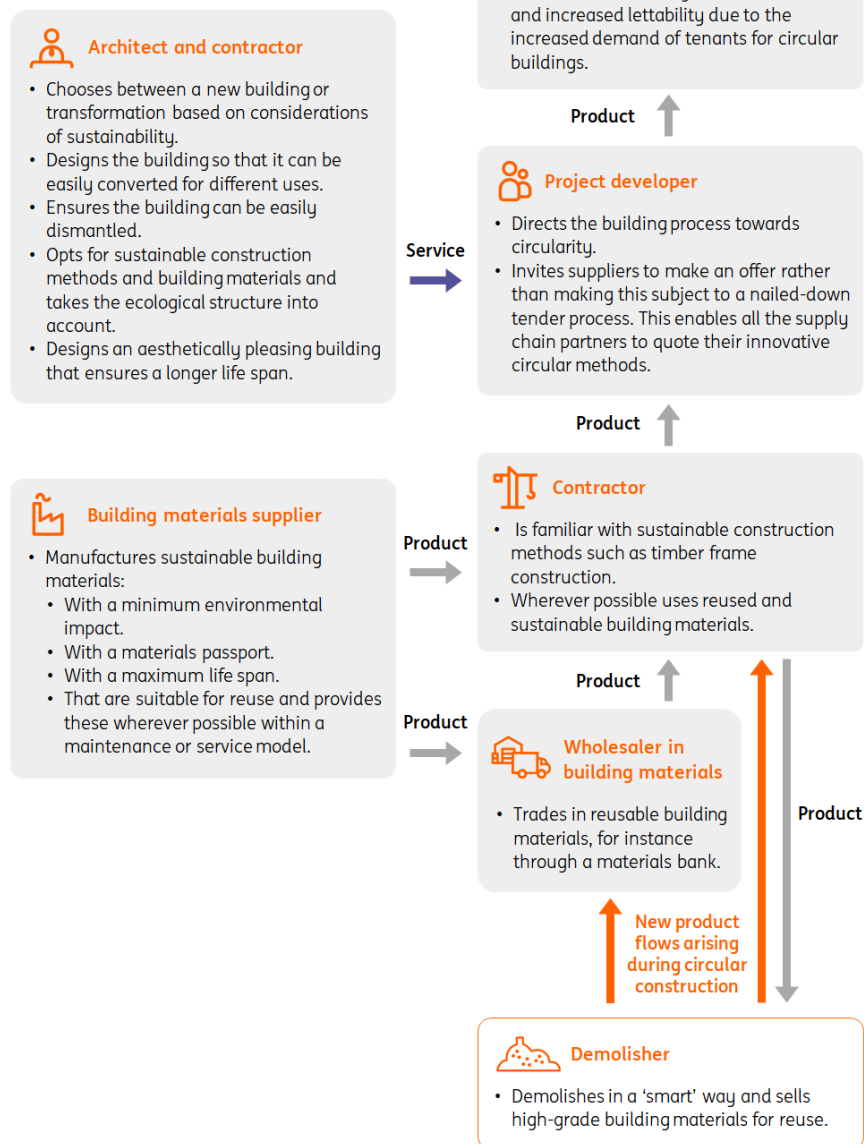 and increased lettability due to the
increased demand of tenants for circular
buildings.
Product
Architect and contractor
• Chooses between a new building or
transformation based on considerations
of sustainability.
• Designs the building so that it can be
easily converted for different uses.
• Ensures the building can be easily
dismantled.
• Opts for sustainable construction
methods and building materials and
takes the ecological structure into
account.
• Designs an aesthetically pleasing building
that ensures a longer life span.
Service
Project developer
• Directs the building process towards
circularity.
• Invites suppliers to make an offer rather
than making this subject to a nailed-down
tender process. This enables all the supply
chain partners to quote their innovative
circular methods.
Product
Building materials supplier
• Manufactures sustainable building
materials:
• With a minimum environmental
impact.
• With a materials passport.
• With a maximum life span.
• That are suitable for reuse and provides
these wherever possible within a
maintenance or service model.
Product
Product
Contractor
• Is familiar with sustainable construction
methods such as timber frame
construction.
• Wherever possible uses reused and
sustainable building materials.
Product
Wholesaler in
building materials
• Trades in reusable building
materials, for instance
through a materials bank.
Product
New product
flows arising
during circular
construction
Demolisher
• Demolishes in a ‘smart’ way and sells
high-grade building materials for reuse.